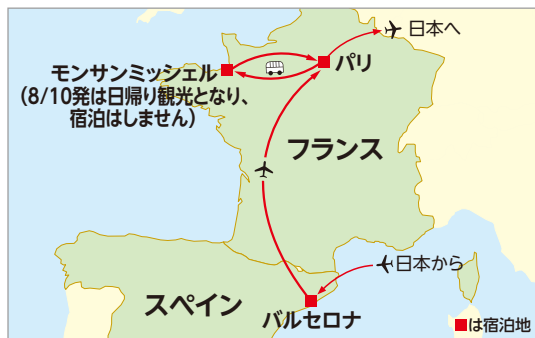 日本へ
パリ
モンサンミッシェル
(8/10発は日帰り観光となり、
宿泊はしません)
フランス
日本から
スペイン
バルセロナ
は宿泊地